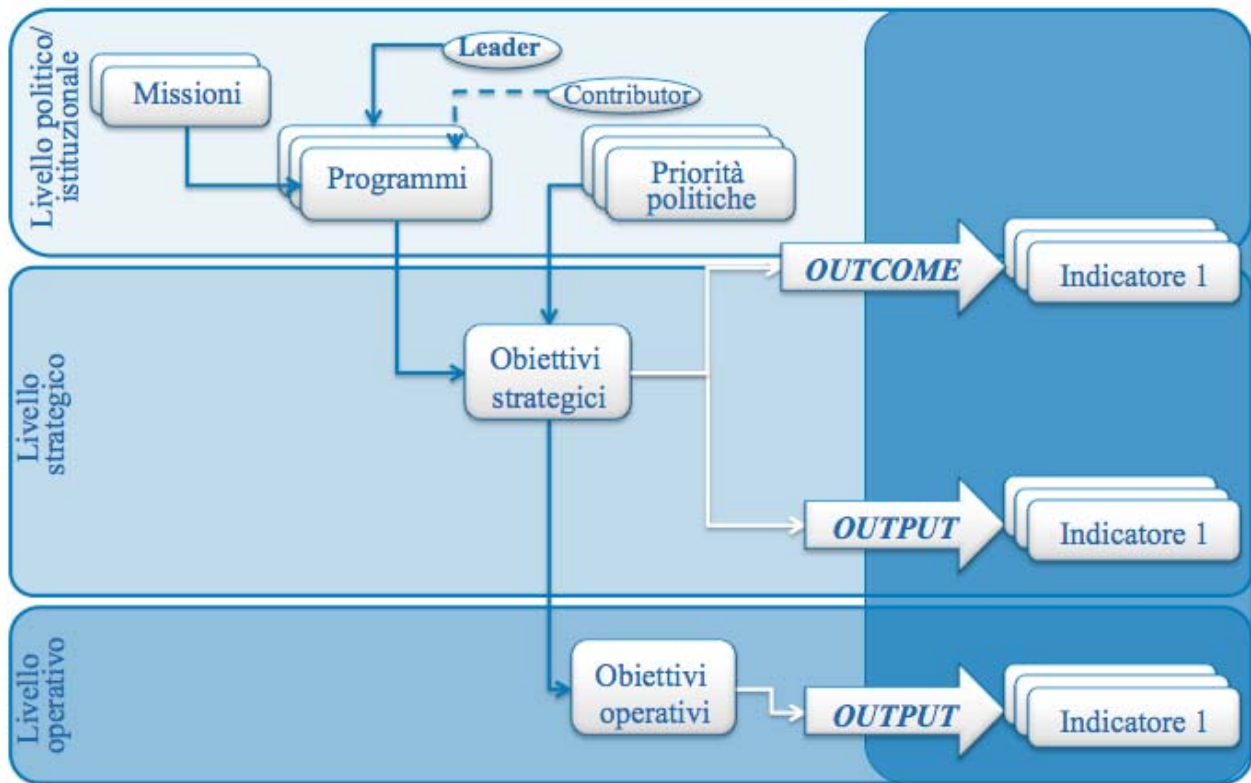 Livello politico/
istituzionale
Missioni
Leader
Contributor
Programmi
Priorità
politiche
OUTCOME
Indicatore 1
Livello
strategico
Obiettivi
strategici
OUTPUT
Indicatore 1
Livello
operativo
Obiettivi
operativi
OUTPUT
Indicatore 1